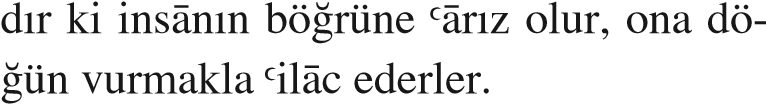 dır ki insānın böğrüne ʿārız olur, ona dö-
ğün vurmakla ʿilāc ederler.